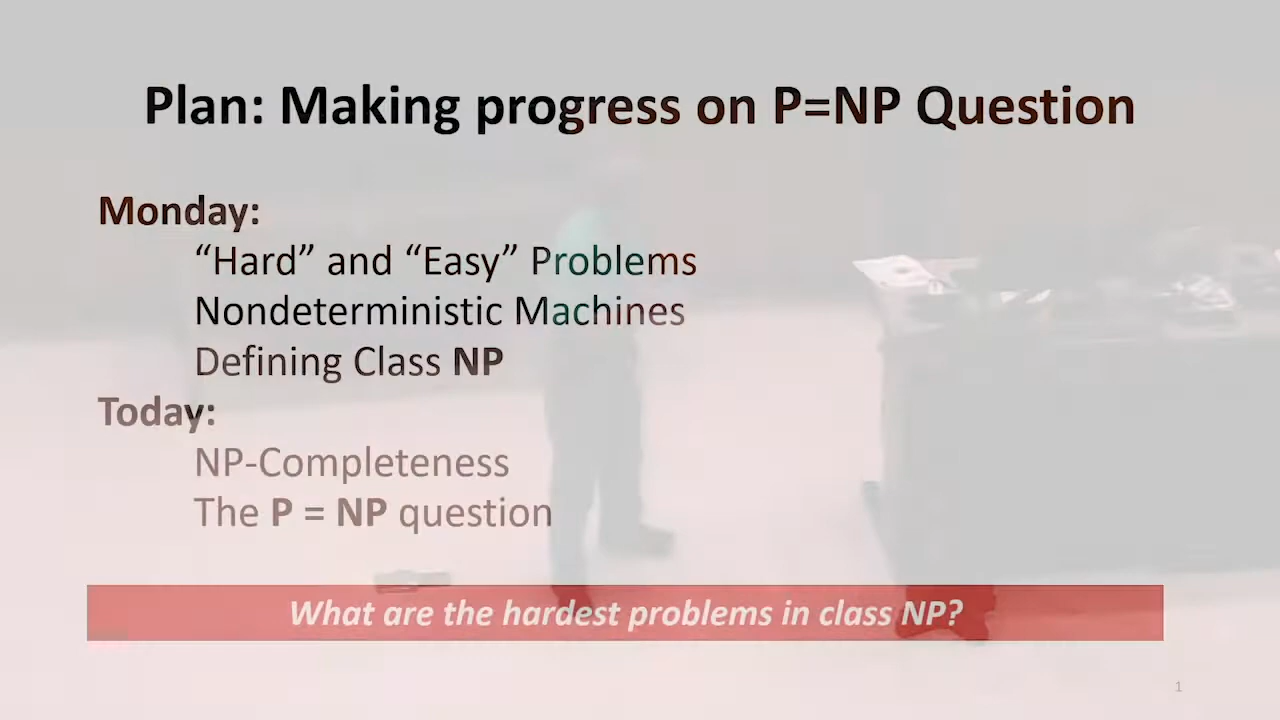 Plan: Making progress on P=NP Question
Monday:
“Hard” and “Easy” Problems
Nondeterministic Machines
Defining Class NP
Today:
NP-Completeness
The P = NP question
What are the hardest problems in class NP?
1